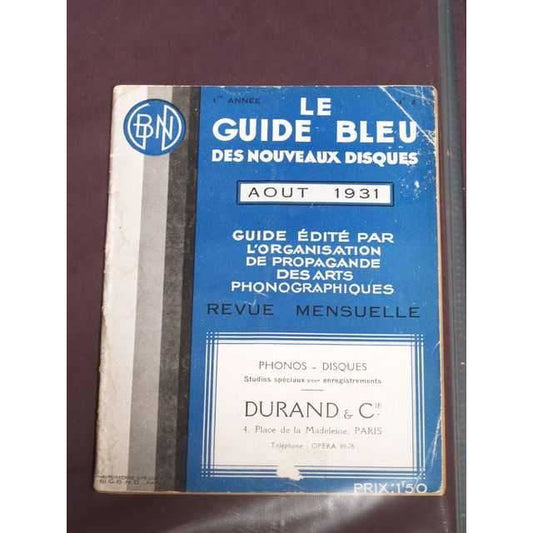 1re ANNÉE
LE
GUIDE BLEU
DES NOUVEAUX DISQUES
AOUT 1931
GUIDE ÉDITÉ PAR
L'ORGANISATION
DE PROPAGANDE
DES ARTS
PHONOGRAPHIQUES
REVUE MENSUELLE
PHONOS - DISQUES
Studios spéciaux pour enregistrements
DURAND & CIE
4, Place de la Madeleine, PARIS
Téléphone : OPÉRA
PRIX: 1'50